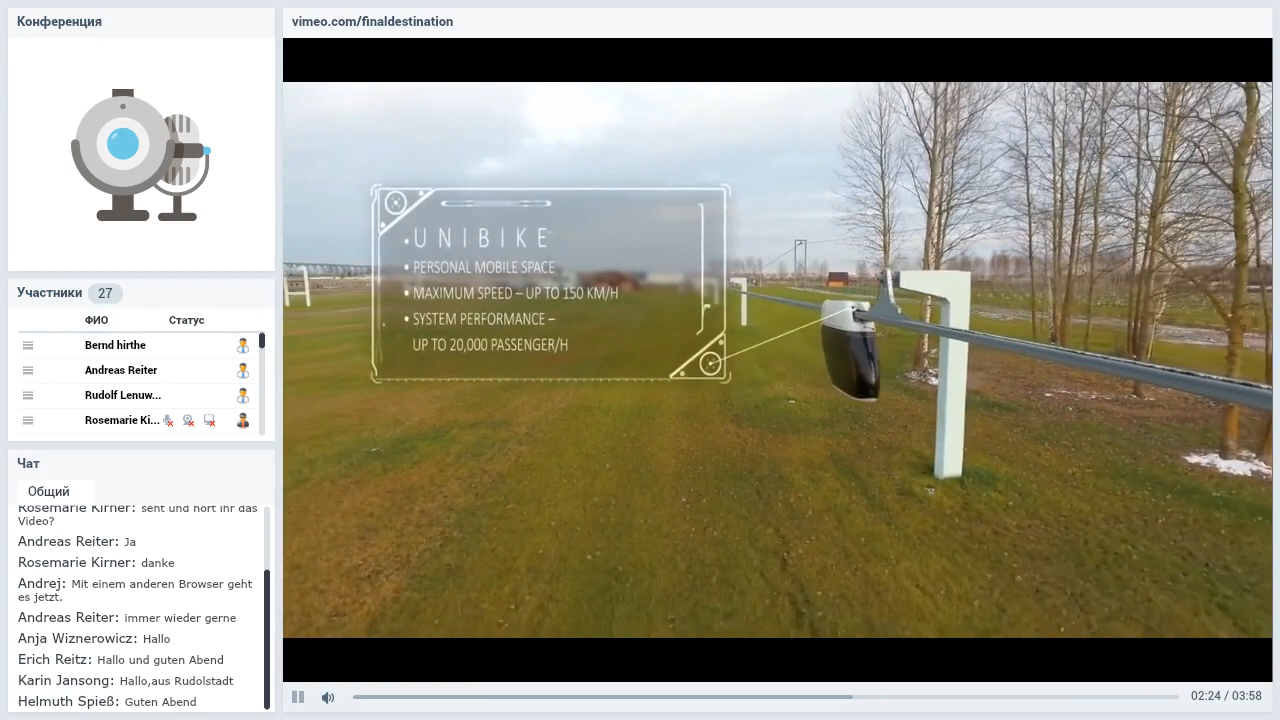 Конференция
vimeo.com/finaldestination
UNIBIKE
• PERSONAL MOBILE SPACE
• MAXIMUM SPEED – UP TO 150 KM/H
• SYSTEM PERFORMANCE –
UP TO 20,000 PASSENGER/H
Участники 27
ФИО Статус
Bernd hirthe
Andreas Reiter
Rudolf Lenuw...
Rosemarie Ki...
Чат
Общий
Rosemarie Kirner: seht und hört ihr das
Video?
Andreas Reiter: Ja
Rosemarie Kirner: danke
Andrej: Mit einem anderen Browser geht
es jetzt.
Andreas Reiter: immer wieder gerne
Anja Wiznerowicz: Hallo
Erich Reitz: Hallo und guten Abend
Karin Jansong: Hallo,aus Rudolstadt
Helmuth Spieß: Guten Abend
02:24 / 03:58